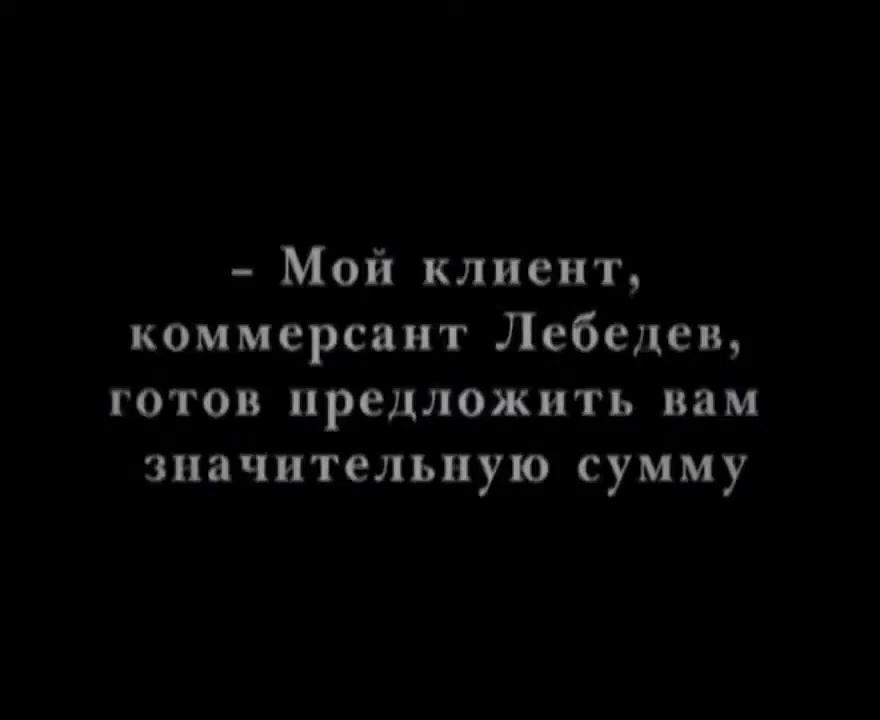 – Мой клиент,
коммерсант Лебедев,
готов предложить вам
значительную сумму